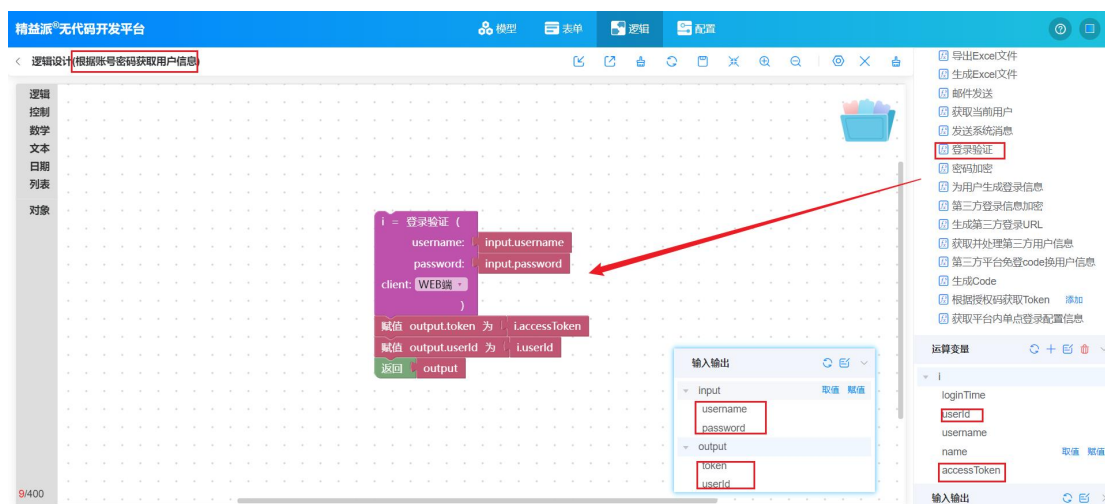 精益派®无代码开发平台
模型
表单
逻辑
配置
逻辑设计(根据账号密码获取用户信息)
逻辑
控制
数学
文本
日期
列表
对象
i = 登录验证 (
username: input.username
password: input.password
client: WEB端
)
赋值 output.token 为 i.accessToken
赋值 output.userId 为 i.userId
返回 output
9/400
输入输出
input 取值 赋值
username
password
output
token
userId
导出Excel文件
生成Excel文件
邮件发送
获取当前用户
发送系统消息
登录验证
密码加密
为用户生成登录信息
第三方登录信息加密
生成第三方登录URL
获取并处理第三方用户信息
第三方平台免登code换用户信息
生成Code
根据授权码获取Token 添加
获取平台内单点登录配置信息
运算变量
i
loginTime
userId
username
name 取值 赋值
accessToken
输入输出